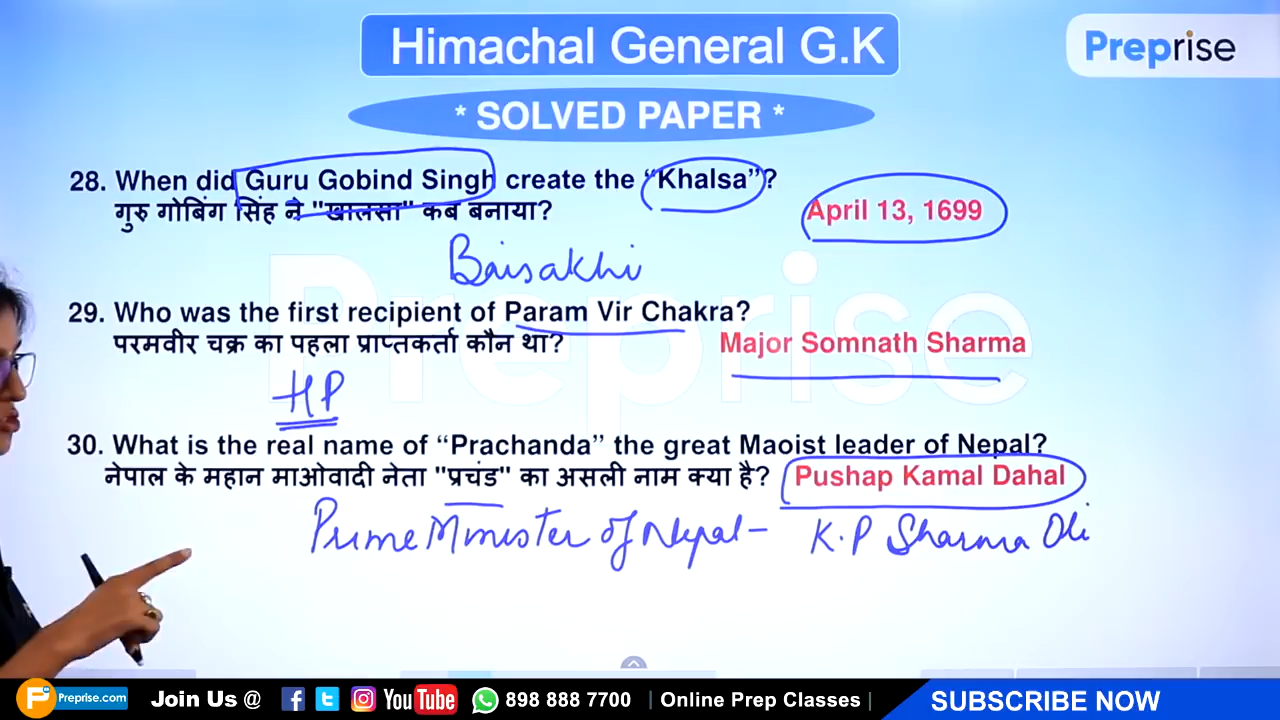 Himachal General G.K
Preprise
* SOLVED PAPER *
28. When did Guru Gobind Singh create the “Khalsa”?
गुरु गोबिंग सिंह ने "खालसा" कब बनाया?
April 13, 1699
Baisakhi
Preprise
29. Who was the first recipient of Param Vir Chakra?
परमवीर चक्र का पहला प्राप्तकर्ता कौन था?
Major Somnath Sharma
HP
30. What is the real name of “Prachanda” the great Maoist leader of Nepal?
नेपाल के महान माओवादी नेता "प्रचंड" का असली नाम क्या है?
Pushap Kamal Dahal
Prime Minister of Nepal - K.P Sharma Oli
Preprise.com Join Us @ YouTube 898 888 7700 | Online Prep Classes | SUBSCRIBE NOW